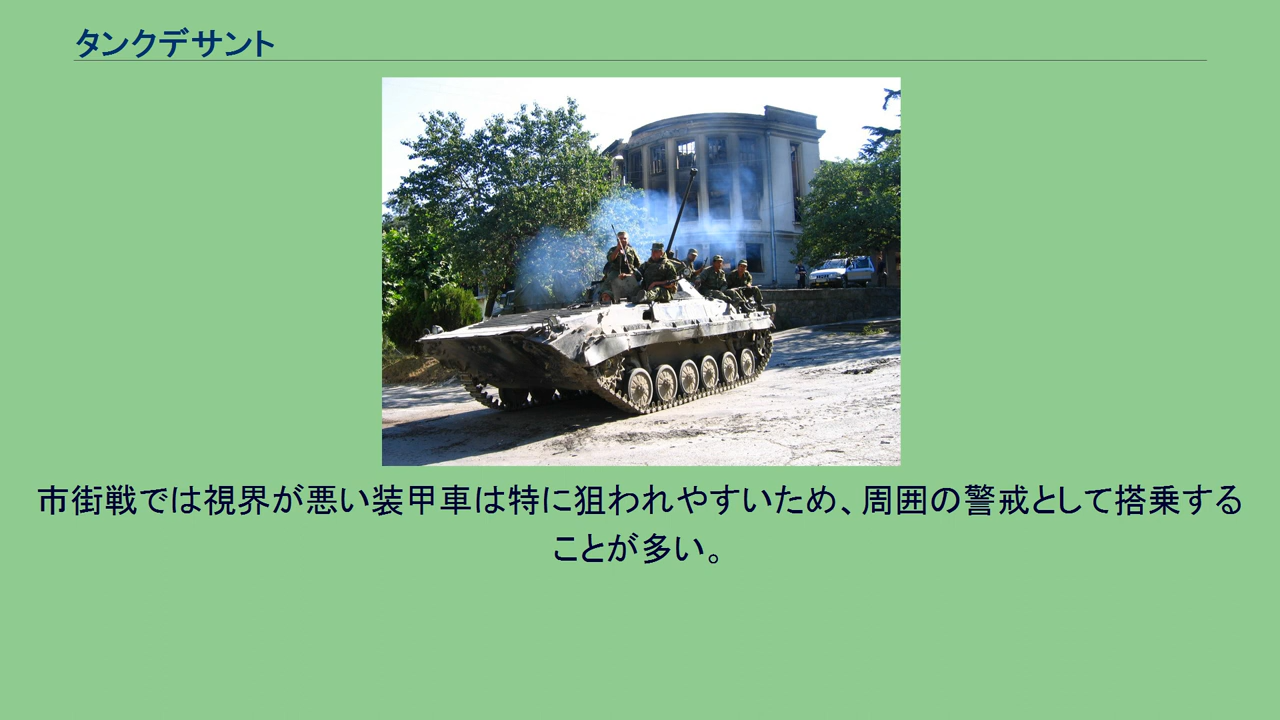 タンクデサント
市街戦では視界が悪い装甲車は特に狙われやすいため、周囲の警戒として搭乗する
ことが多い。